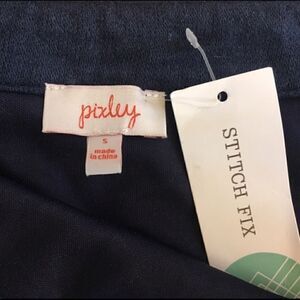 pixley
S
made
in china
STITCH FIX